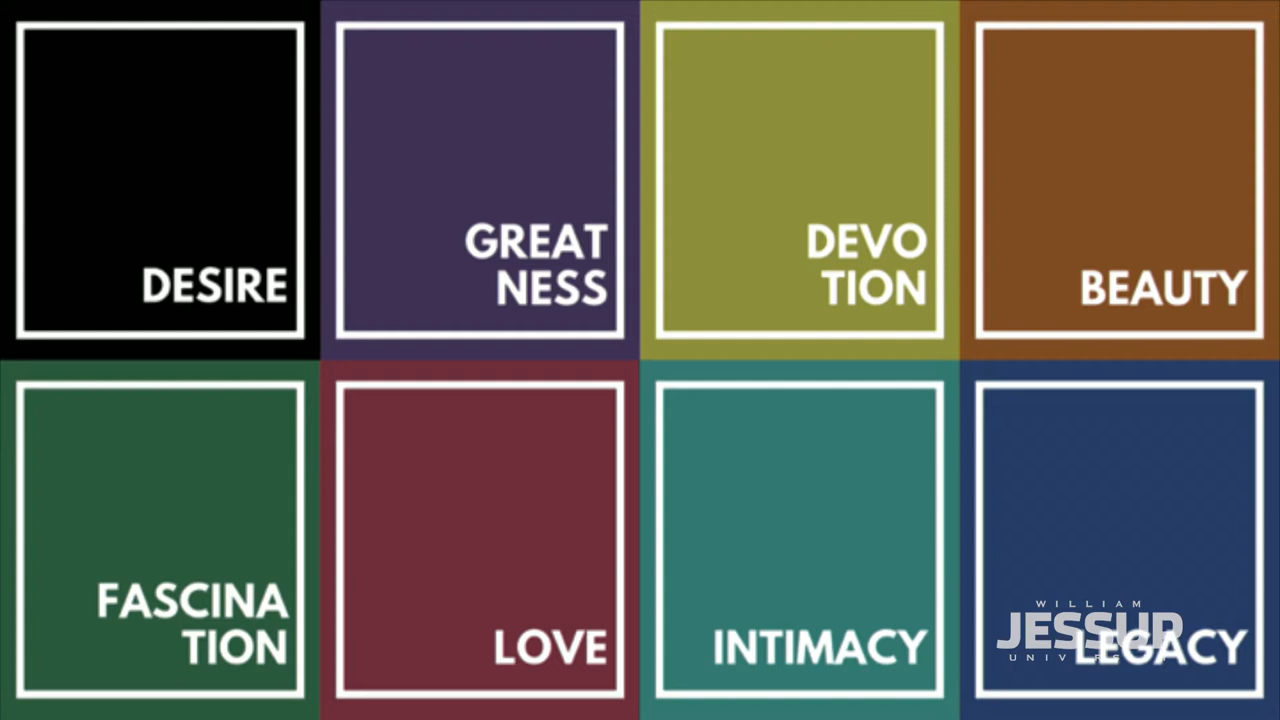 DESIRE
GREAT
NESS
DEVO
TION
BEAUTY
FASCINA
TION
LOVE
INTIMACY
WILLIAM
JESSUP
LEGACY